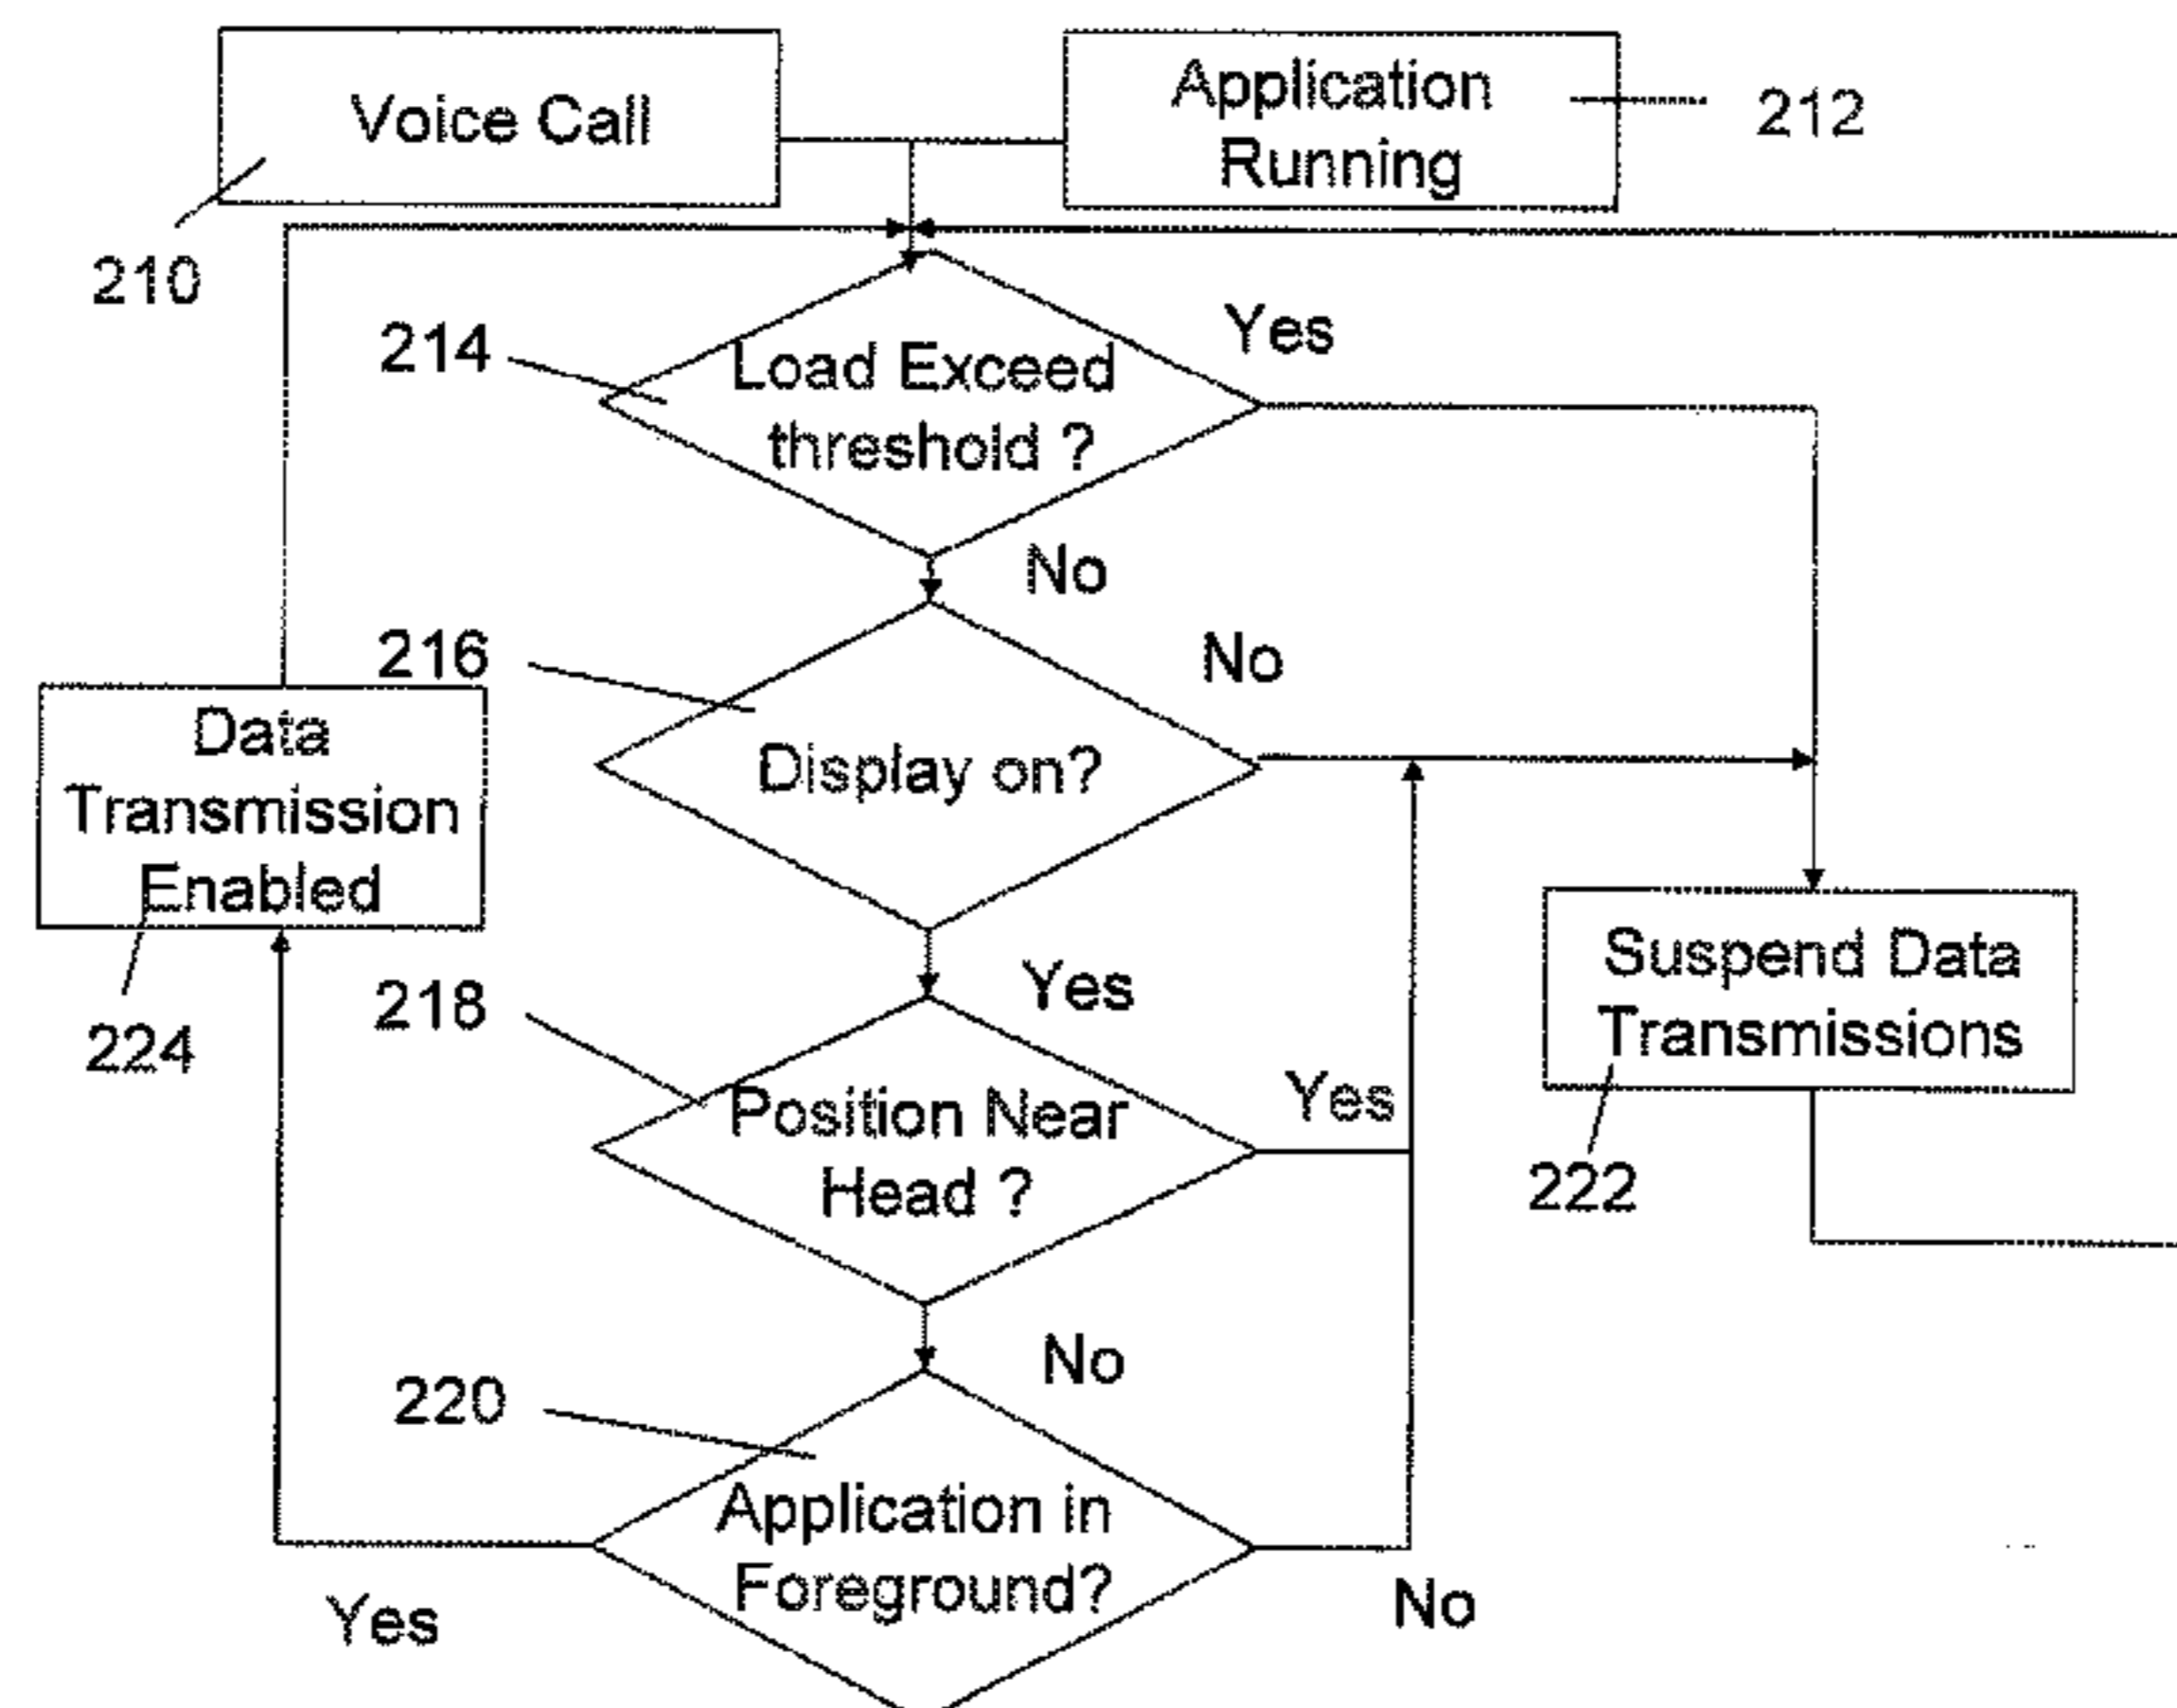 Voice Call
Application
Running
212
210
214
Load Exceed
threshold ?
Yes
No
216
No
Display on?
Data
Transmission
Enabled
224
Yes
218
Position Near
Head ?
Yes
Suspend Data
Transmissions
222
No
220
Application in
Foreground?
Yes
No